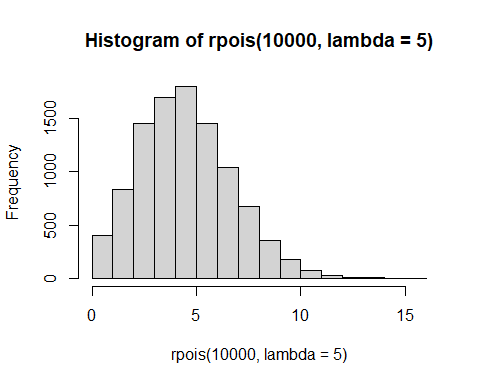 Histogram of rpois(10000, lambda = 5)
Frequency
1500
1000
500
0
0 5 10 15
rpois(10000, lambda = 5)